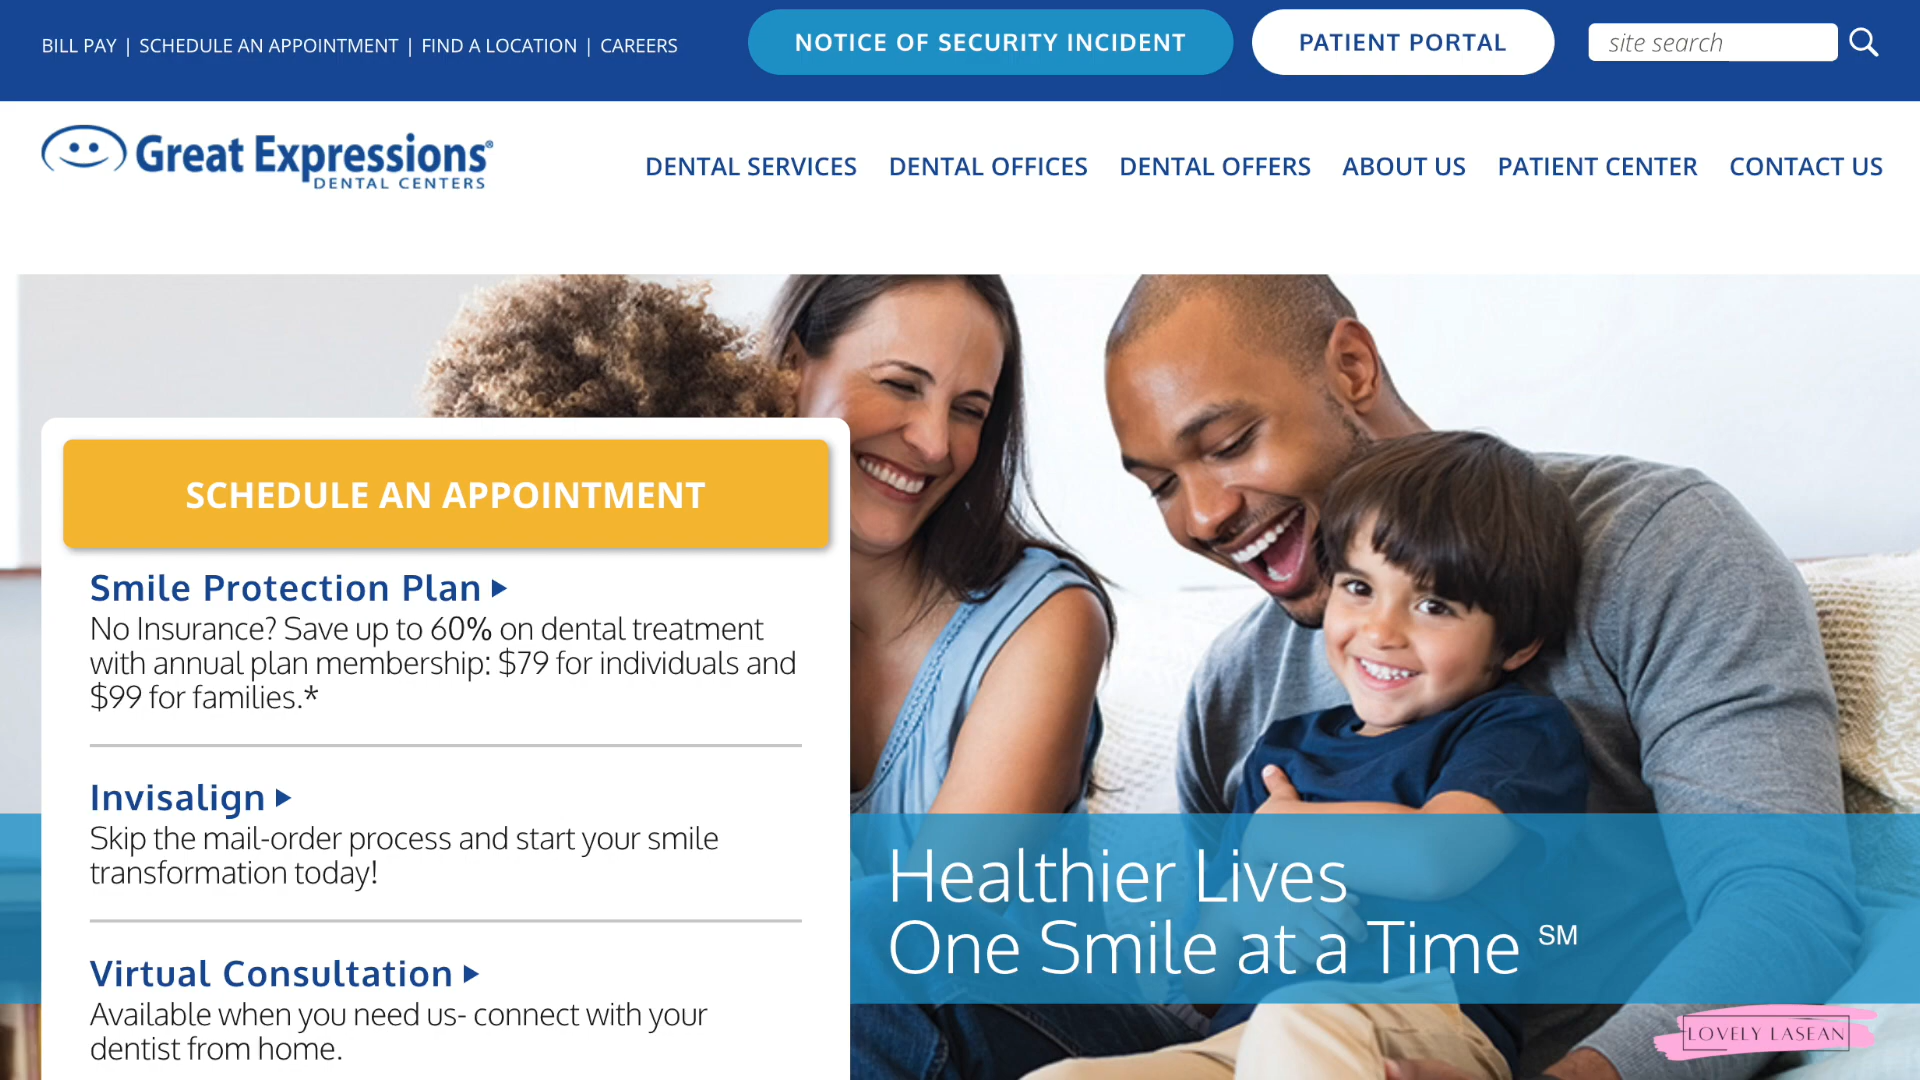 BILL PAY | SCHEDULE AN APPOINTMENT | FIND A LOCATION | CAREERS
NOTICE OF SECURITY INCIDENT
PATIENT PORTAL
site search
Great Expressions®
DENTAL CENTERS
DENTAL SERVICES DENTAL OFFICES DENTAL OFFERS ABOUT US PATIENT CENTER CONTACT US
SCHEDULE AN APPOINTMENT
Smile Protection Plan
No Insurance? Save up to 60% on dental treatment
with annual plan membership: $79 for individuals and
$99 for families.*
Invisalign
Skip the mail-order process and start your smile
transformation today!
Virtual Consultation
Available when you need us- connect with your
dentist from home.
Healthier Lives
One Smile at a Time SM
LOVELY LASEAN